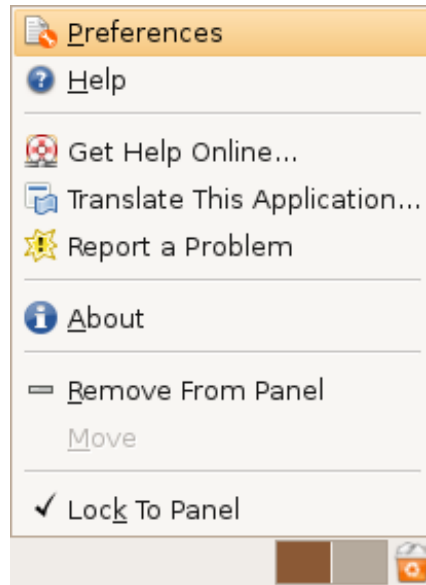 Preferences
Help
Get Help Online...
Translate This Application...
Report a Problem
About
Remove From Panel
Move
Lock To Panel